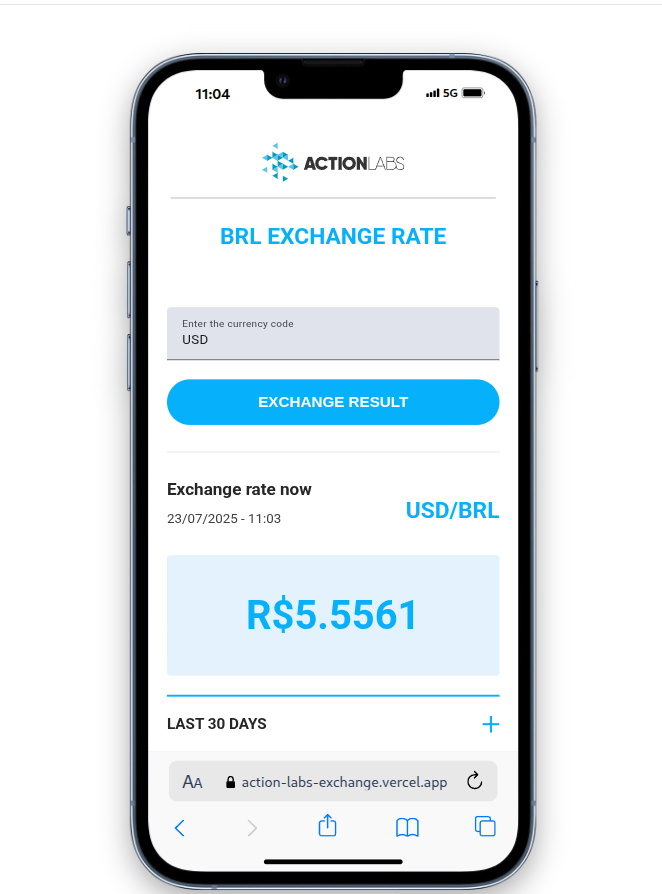 11:04
5G
ACTIONLABS
BRL EXCHANGE RATE
Enter the currency code
USD
EXCHANGE RESULT
Exchange rate now
23/07/2025 - 11:03
USD/BRL
R$5.5561
LAST 30 DAYS
AA
action-labs-exchange.vercel.app